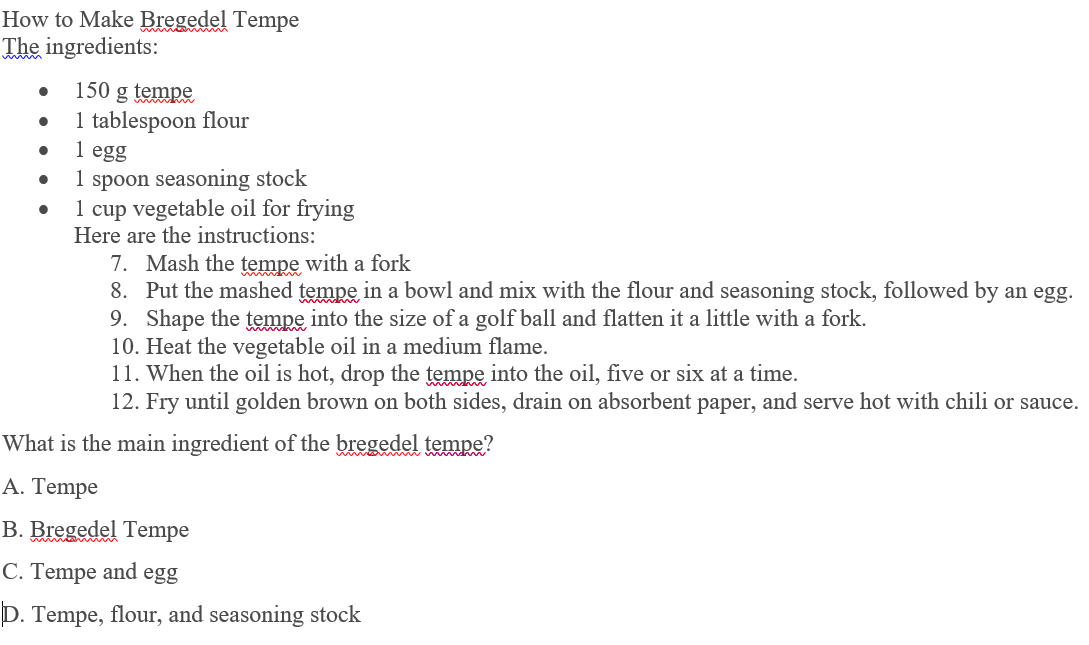 How to Make Bregedel Tempe
The ingredients:
• 150 g tempe
• 1 tablespoon flour
• 1 egg
• 1 spoon seasoning stock
• 1 cup vegetable oil for frying
Here are the instructions:
7. Mash the tempe with a fork
8. Put the mashed tempe in a bowl and mix with the flour and seasoning stock, followed by an egg.
9. Shape the tempe into the size of a golf ball and flatten it a little with a fork.
10. Heat the vegetable oil in a medium flame.
11. When the oil is hot, drop the tempe into the oil, five or six at a time.
12. Fry until golden brown on both sides, drain on absorbent paper, and serve hot with chili or sauce.
What is the main ingredient of the bregedel tempe?
A. Tempe
B. Bregedel Tempe
C. Tempe and egg
D. Tempe, flour, and seasoning stock